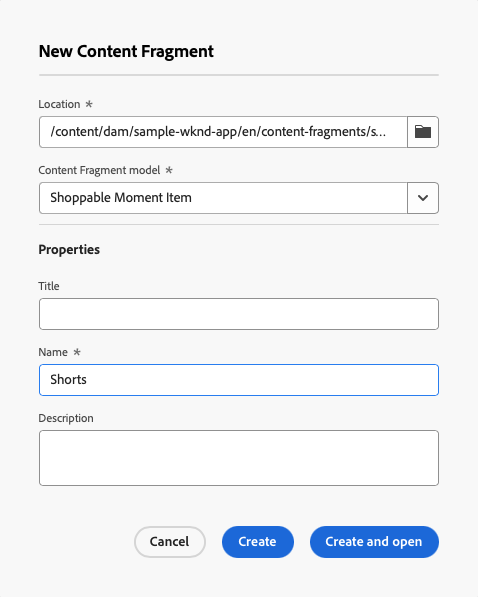 New Content Fragment
Location *
/content/dam/sample-wknd-app/en/content-fragments/s...
Content Fragment model *
Shoppable Moment Item
Properties
Title
Name *
Shorts
Description
Cancel Create Create and open